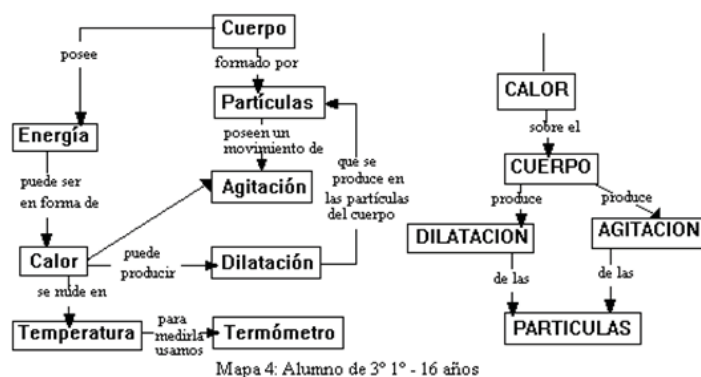 Cuerpo
posee
formado por
Partículas
Energía
poseen un
movimiento de
puede ser
en forma de
Agitación
que se
produce en
las partículas
del cuerpo
Calor
puede
producir
Dilatación
se mide en
Temperatura
para
medirla
usamos
Termómetro
CALOR
sobre el
CUERPO
produce
produce
DILATACION
AGITACION
de las
de las
PARTICULAS
Mapa 4: Alumno de 3º 1º - 16 años